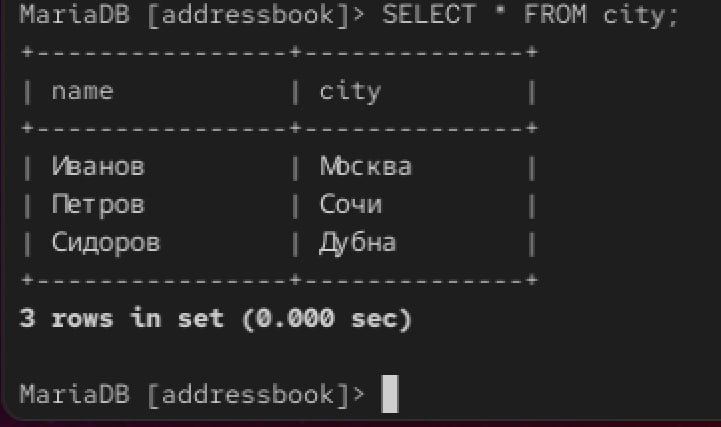 MariaDB [addressbook]> SELECT * FROM city;
+----------------+--------------+
| name           | city         |
+----------------+--------------+
| Иванов         | Москва       |
| Петров         | Сочи         |
| Сидоров        | Дубна        |
+----------------+--------------+
3 rows in set (0.000 sec)
MariaDB [addressbook]>